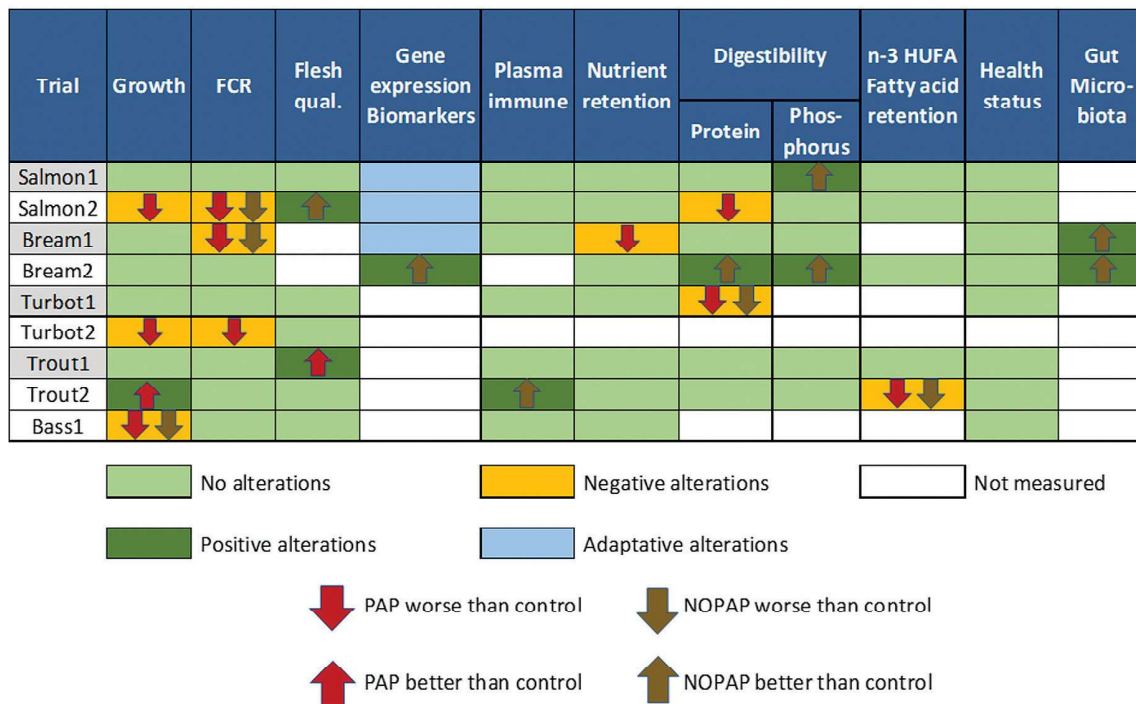 Trial
Growth
FCR
Flesh
qual.
Gene
expression
Biomarkers
Plasma
immune
Nutrient
retention
Digestibility
Protein
Phos-
phorus
n-3 HUFA
Fatty acid
retention
Health
status
Gut
Micro-
biota
Salmon1
Salmon2
Bream1
Bream2
Turbot1
Turbot2
Trout1
Trout2
Bass1
No alterations
Negative alterations
Not measured
Positive alterations
Adaptative alterations
PAP worse than control
NOPAP worse than control
PAP better than control
NOPAP better than control